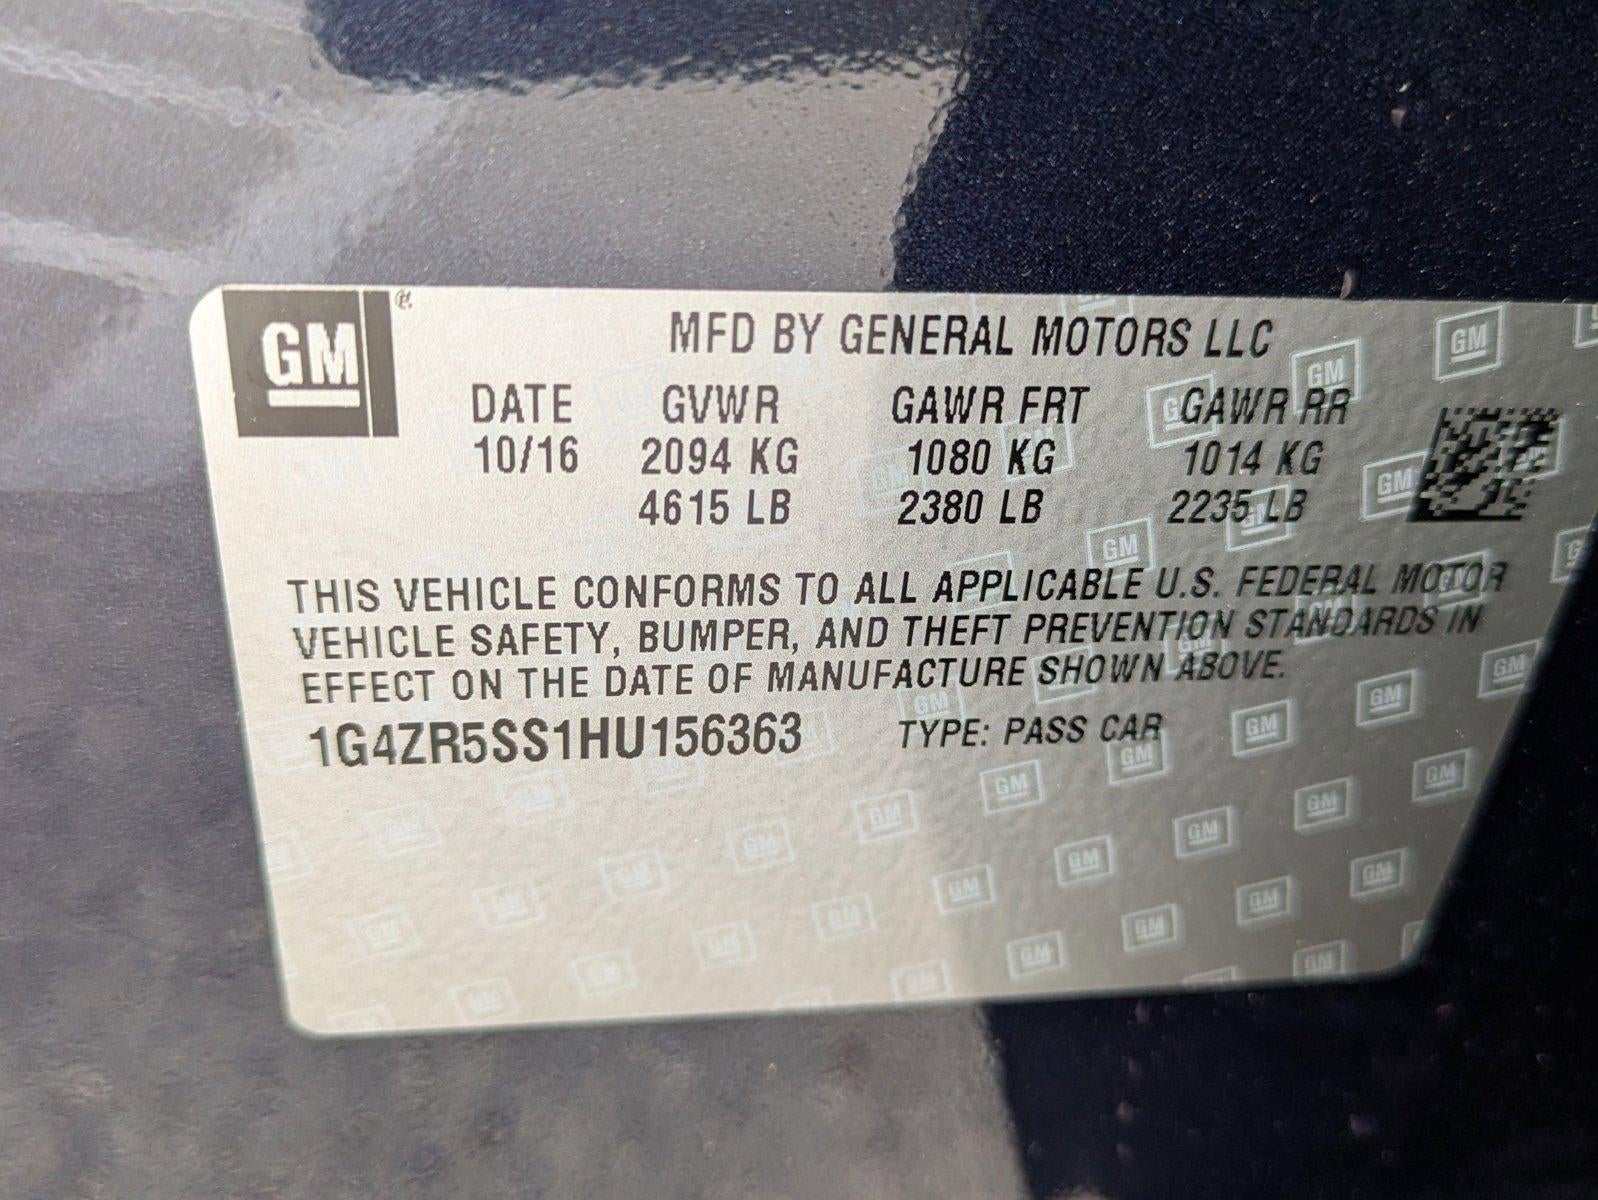 GM ®
MFD BY GENERAL MOTORS LLC
DATE GVWR GAWR FRT GAWR RR
10/16 2094 KG 1080 KG 1014 KG
4615 LB 2380 LB 2235 LB
THIS VEHICLE CONFORMS TO ALL APPLICABLE U.S. FEDERAL MOTOR
VEHICLE SAFETY, BUMPER, AND THEFT PREVENTION STANDARDS IN
EFFECT ON THE DATE OF MANUFACTURE SHOWN ABOVE.
1G4ZR5SS1HU156363 TYPE: PASS CAR